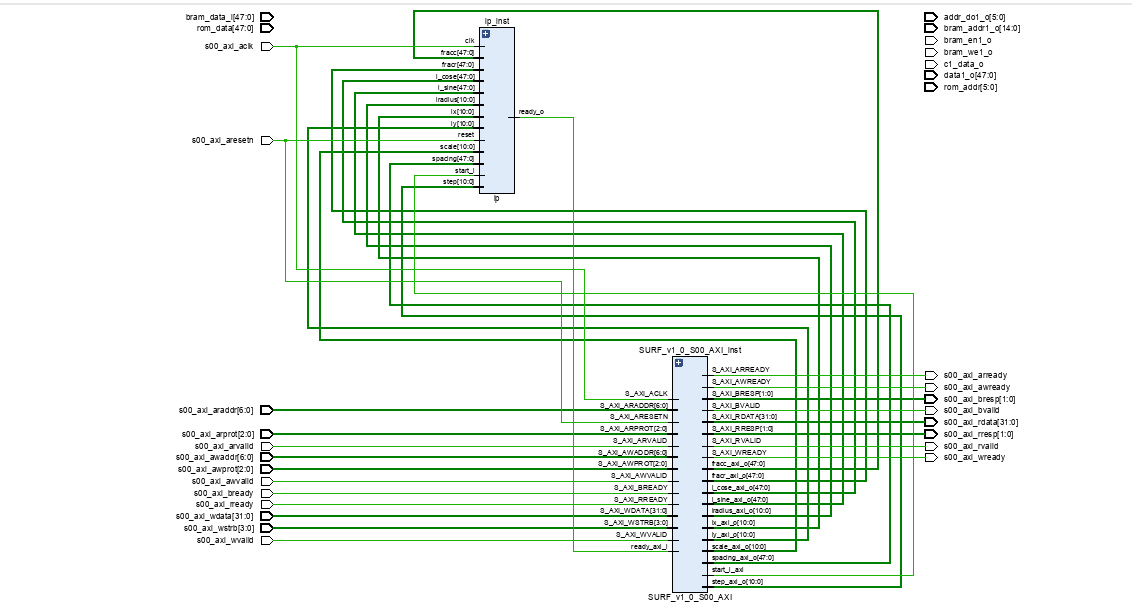 bram_data_i[47:0]
rom_data[47:0]
s00_axi_aclk
s00_axi_aresetn
ip_inst
clk
fracc[47:0]
fracr[47:0]
i_cose[47:0]
i_sine[47:0]
iradius[10:0]
ix[10:0]
iy[10:0]
reset
scale[10:0]
spacing[47:0]
start_i
step[10:0]
ready_o
ip
addr_do1_o[5:0]
bram_addr1_o[14:0]
bram_en1_o
bram_we1_o
c1_data_o
data1_o[47:0]
rom_addr[5:0]
s00_axi_araddr[6:0]
s00_axi_arprot[2:0]
s00_axi_arvalid
s00_axi_awaddr[6:0]
s00_axi_awprot[2:0]
s00_axi_awvalid
s00_axi_bready
s00_axi_rready
s00_axi_wdata[31:0]
s00_axi_wstrb[3:0]
s00_axi_wvalid
SURF_v1_0_S00_AXI_inst
S_AXI_ACLK
S_AXI_ARADDR[6:0]
S_AXI_ARESETN
S_AXI_ARPROT[2:0]
S_AXI_ARVALID
S_AXI_AWADDR[6:0]
S_AXI_AWPROT[2:0]
S_AXI_AWVALID
S_AXI_BREADY
S_AXI_RREADY
S_AXI_WDATA[31:0]
S_AXI_WSTRB[3:0]
S_AXI_WVALID
ready_axi_i
S_AXI_ARREADY
S_AXI_AWREADY
S_AXI_BRESP[1:0]
S_AXI_BVALID
S_AXI_RDATA[31:0]
S_AXI_RRESP[1:0]
S_AXI_RVALID
S_AXI_WREADY
fracc_axi_o[47:0]
fracr_axi_o[47:0]
i_cose_axi_o[47:0]
i_sine_axi_o[47:0]
iradius_axi_o[10:0]
ix_axi_o[10:0]
iy_axi_o[10:0]
scale_axi_o[10:0]
spacing_axi_o[47:0]
start_i_axi
step_axi_o[10:0]
SURF_v1_0_S00_AXI
s00_axi_arready
s00_axi_awready
s00_axi_bresp[1:0]
s00_axi_bvalid
s00_axi_rdata[31:0]
s00_axi_rresp[1:0]
s00_axi_rvalid
s00_axi_wready